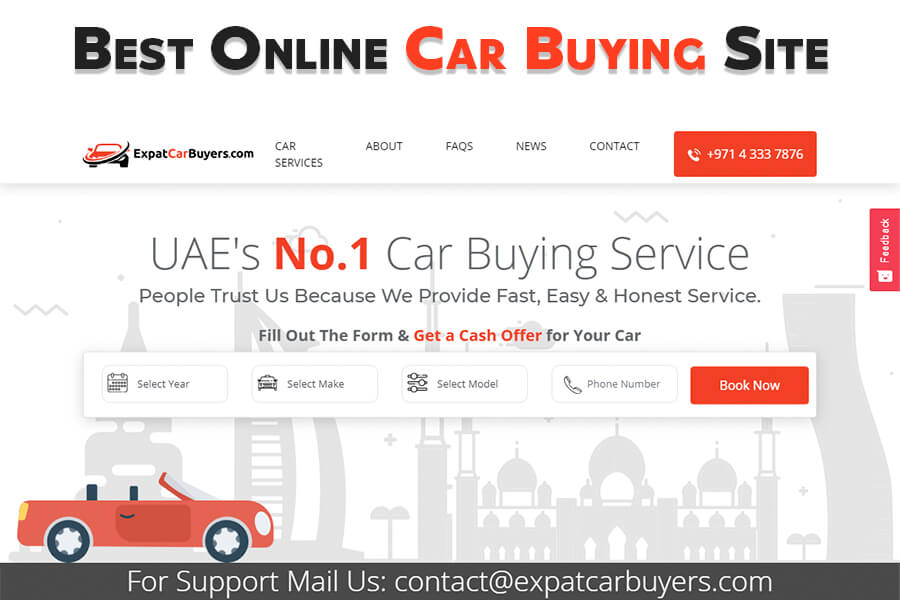 Best Online Car Buying Site
ExpatCarBuyers.com
CAR
SERVICES
ABOUT
FAQS
NEWS
CONTACT
+971 4 333 7876
Feedback
UAE's No.1 Car Buying Service
People Trust Us Because We Provide Fast, Easy & Honest Service.
Fill Out The Form & Get a Cash Offer for Your Car
Select Year
Select Make
Select Model
Phone Number
Book Now
For Support Mail Us: contact@expatcarbuyers.com